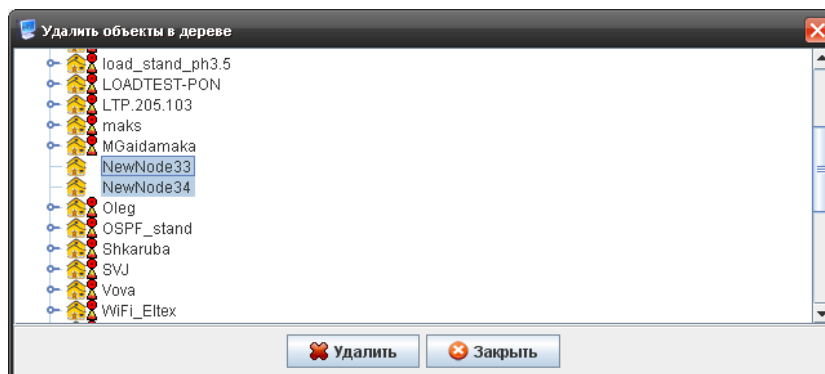 Удалить объекты в дереве
load_stand_ph3.5
LOADTEST-PON
LTP.205.103
maks
MGaidamaka
NewNode33
NewNode34
Oleg
OSPF_stand
Shkaruba
SVJ
Vova
WiFi_Eltex
Удалить
Закрыть